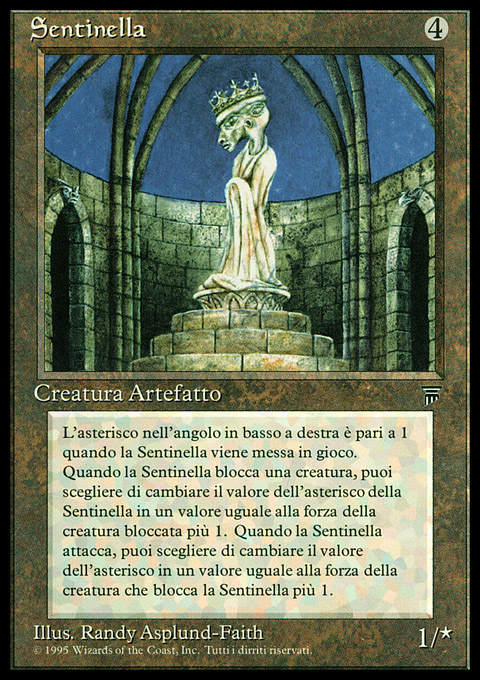 Sentinella
4
Creatura Artefatto
L'asterisco nell'angolo in basso a destra è pari a 1
quando la Sentinella viene messa in gioco.
Quando la Sentinella blocca una creatura, puoi
scegliere di cambiare il valore dell'asterisco della
Sentinella in un valore uguale alla forza della
creatura bloccata più 1. Quando la Sentinella
attacca, puoi scegliere di cambiare il valore
dell'asterisco in un valore uguale alla forza della
creatura che blocca la Sentinella più 1.
Illus. Randy Asplund-Faith
1/*
© 1995 Wizards of the Coast, Inc. Tutti i dirriti riservati.